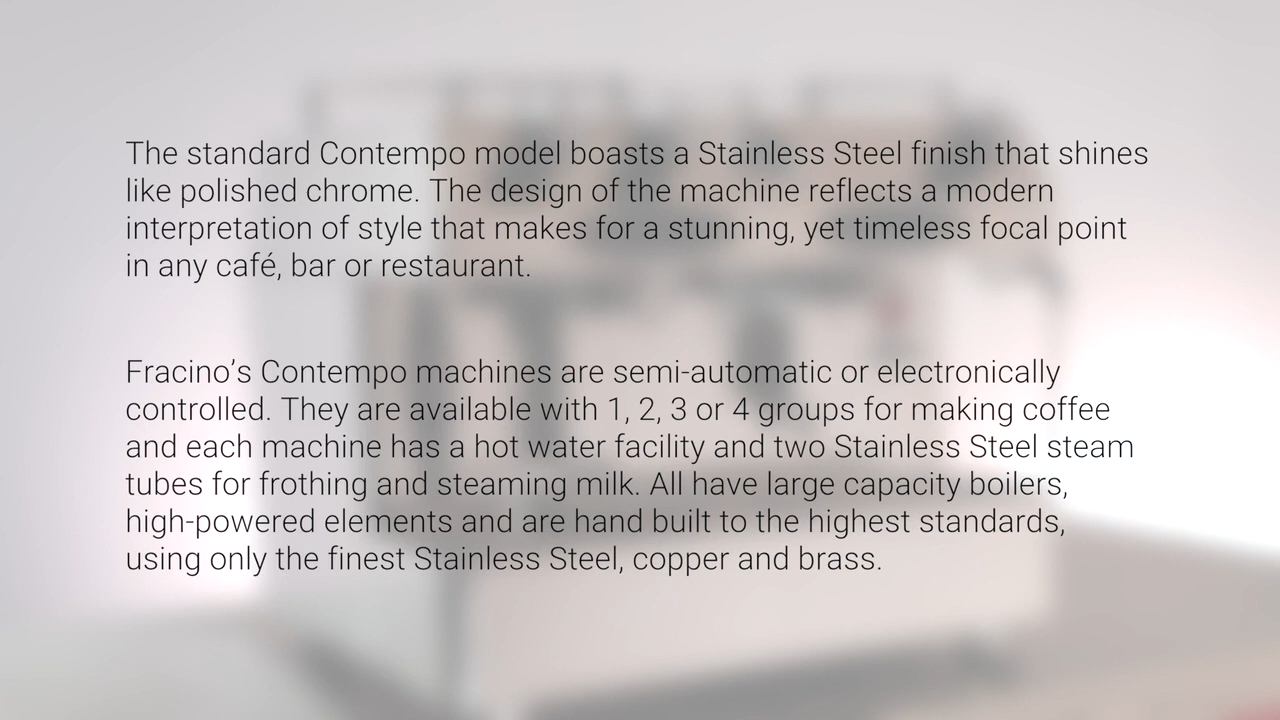 The standard Contempo model boasts a Stainless Steel finish that shines
like polished chrome. The design of the machine reflects a modern
interpretation of style that makes for a stunning, yet timeless focal point
in any café, bar or restaurant.
Fracino’s Contempo machines are semi-automatic or electronically
controlled. They are available with 1, 2, 3 or 4 groups for making coffee
and each machine has a hot water facility and two Stainless Steel steam
tubes for frothing and steaming milk. All have large capacity boilers,
high-powered elements and are hand built to the highest standards,
using only the finest Stainless Steel, copper and brass.